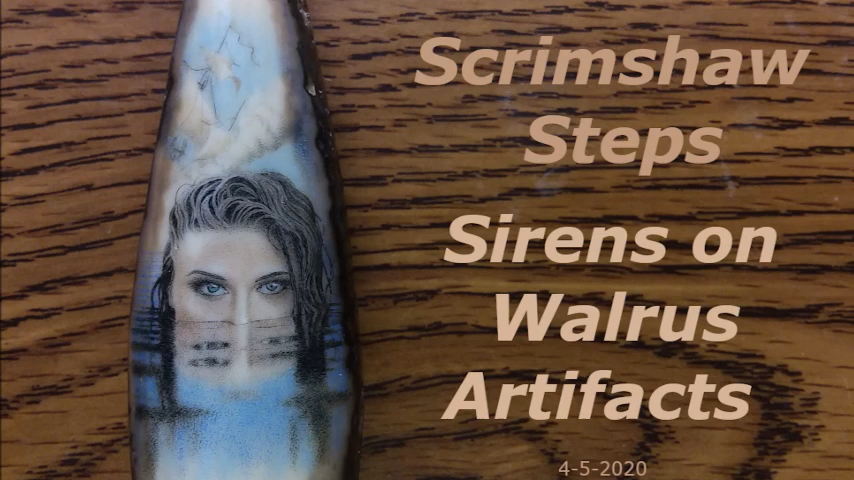 Scrimshaw
Steps
Sirens on
Walrus
Artifacts
4-5-2020